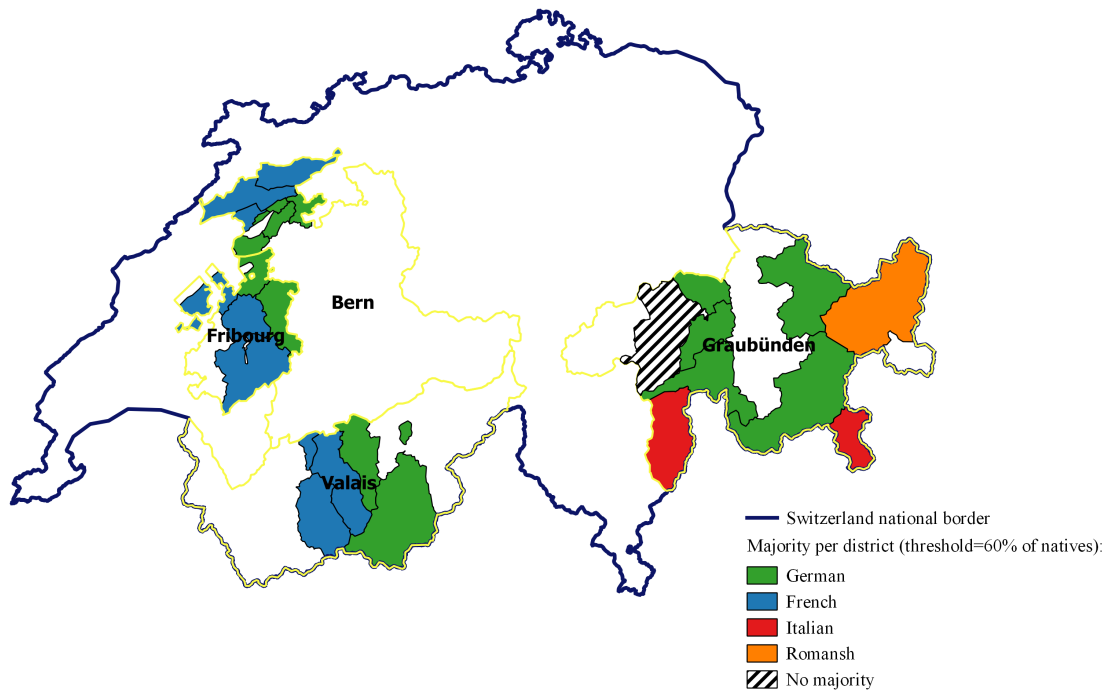 Bern
Fribourg
Graubünden
Valais
Switzerland national border
Majority per district (threshold=60% of natives):
German
French
Italian
Romansh
No majority